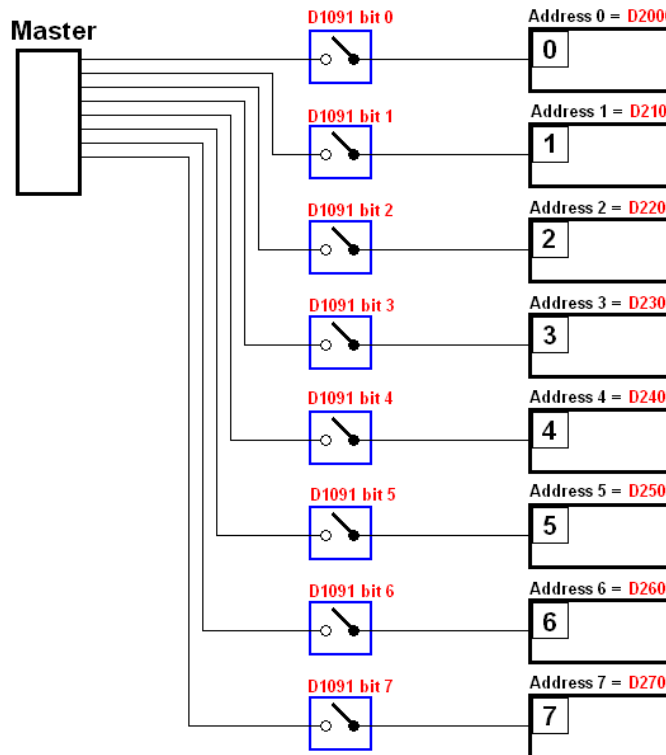 Master
D1091 bit 0
Address 0 = D2000
0
D1091 bit 1
Address 1 = D210
1
D1091 bit 2
Address 2 = D220
2
D1091 bit 3
Address 3 = D230
3
D1091 bit 4
Address 4 = D240
4
D1091 bit 5
Address 5 = D250
5
D1091 bit 6
Address 6 = D260
6
D1091 bit 7
Address 7 = D270
7